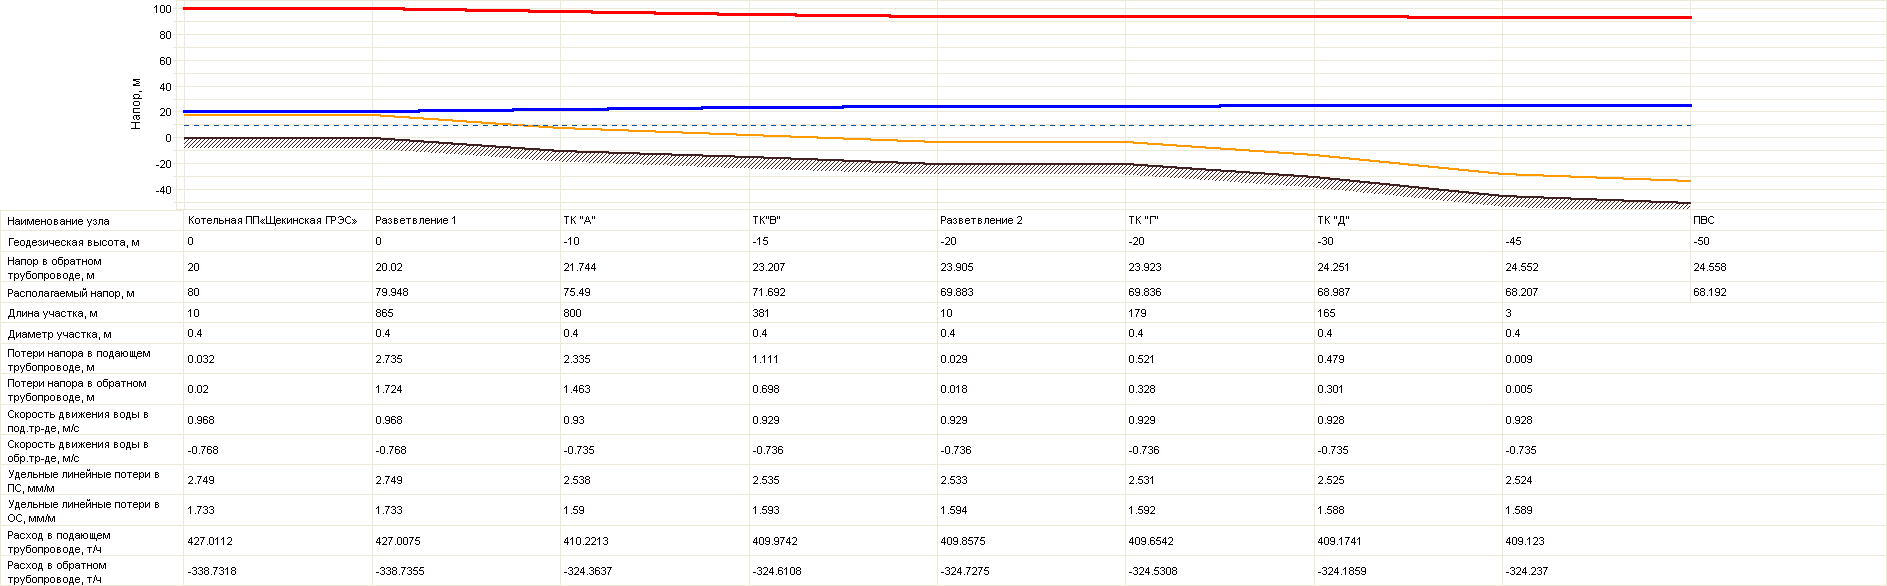 100
80
60
40
20
0
-20
-40
Напор, м
Наименование узла Котельная ПП«Щекинская ГРЭС» Разветвление 1 ТК "А" ТК"В" Разветвление 2 ТК "Г" ТК "Д" ПВС
Геодезическая высота, м 0 0 -10 -15 -20 -20 -30 -45 -50
Напор в обратном
трубопроводе, м 20 20.02 21.744 23.207 23.905 23.923 24.251 24.552 24.558
Располагаемый напор, м 80 79.948 75.49 71.692 69.883 69.836 68.987 68.207 68.192
Длина участка, м 10 865 800 381 10 179 165 3
Диаметр участка, м 0.4 0.4 0.4 0.4 0.4 0.4 0.4 0.4
Потери напора в подающем
трубопроводе, м 0.032 2.735 2.335 1.111 0.029 0.521 0.479 0.009
Потери напора в обратном
трубопроводе, м 0.02 1.724 1.463 0.698 0.018 0.328 0.301 0.005
Скорость движения воды в
под.тр-де, м/с 0.968 0.968 0.93 0.929 0.929 0.929 0.928 0.928
Скорость движения воды в
обр.тр-де, м/с -0.768 -0.768 -0.735 -0.736 -0.736 -0.736 -0.735 -0.735
Удельные линейные потери в
ПС, мм/м 2.749 2.749 2.538 2.535 2.533 2.531 2.525 2.524
Удельные линейные потери в
ОС, мм/м 1.733 1.733 1.59 1.593 1.594 1.592 1.588 1.589
Расход в подающем
трубопроводе, т/ч 427.0112 427.0075 410.2213 409.9742 409.8575 409.6542 409.1741 409.123
Расход в обратном
трубопроводе, т/ч -338.7318 -338.7355 -324.3637 -324.6108 -324.7275 -324.5308 -324.1859 -324.237